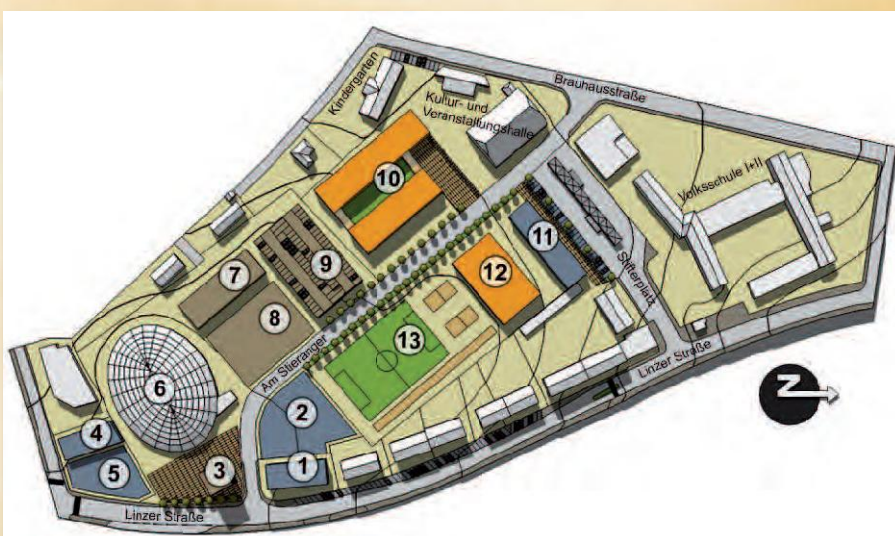 Brauhausstraße
Kindergarten
Kultur- und
Veranstaltungshalle
Volksschule I+II
10
11
Stifterplatz
7
9
12
8
13
Am Stieranger
Linzer Straße
6
N
2
4
5
3
1
Linzer Straße